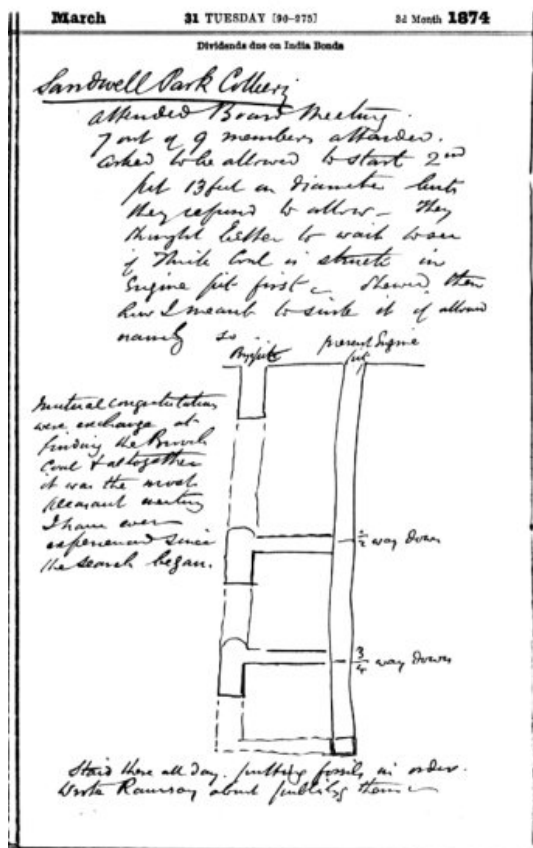 March 31 TUESDAY [90-275] 3d Month 1874
Dividends due on India Bonds
Sandwell Park Colliery
attended Board Meeting.
7 out of 9 members attended.
asked to be allowed to start 2nd
pit 13 feet in diameter but
they refused to allow – They
thought better to wait to see
if Thick Coal is struck in
Engine pit first – Shewed them
how I meant to sink it if allowed
namely so ..
present Engine
pit
Mutual congratulations
were exchange at
finding the Brooch
Coal & altogether
it was the most
pleasant meeting
I have ever
experienced since
the search began.
1/2 way down
3/4 way down
Staid there all day. putting fossils in order.
Wrote Ramsay about putting them